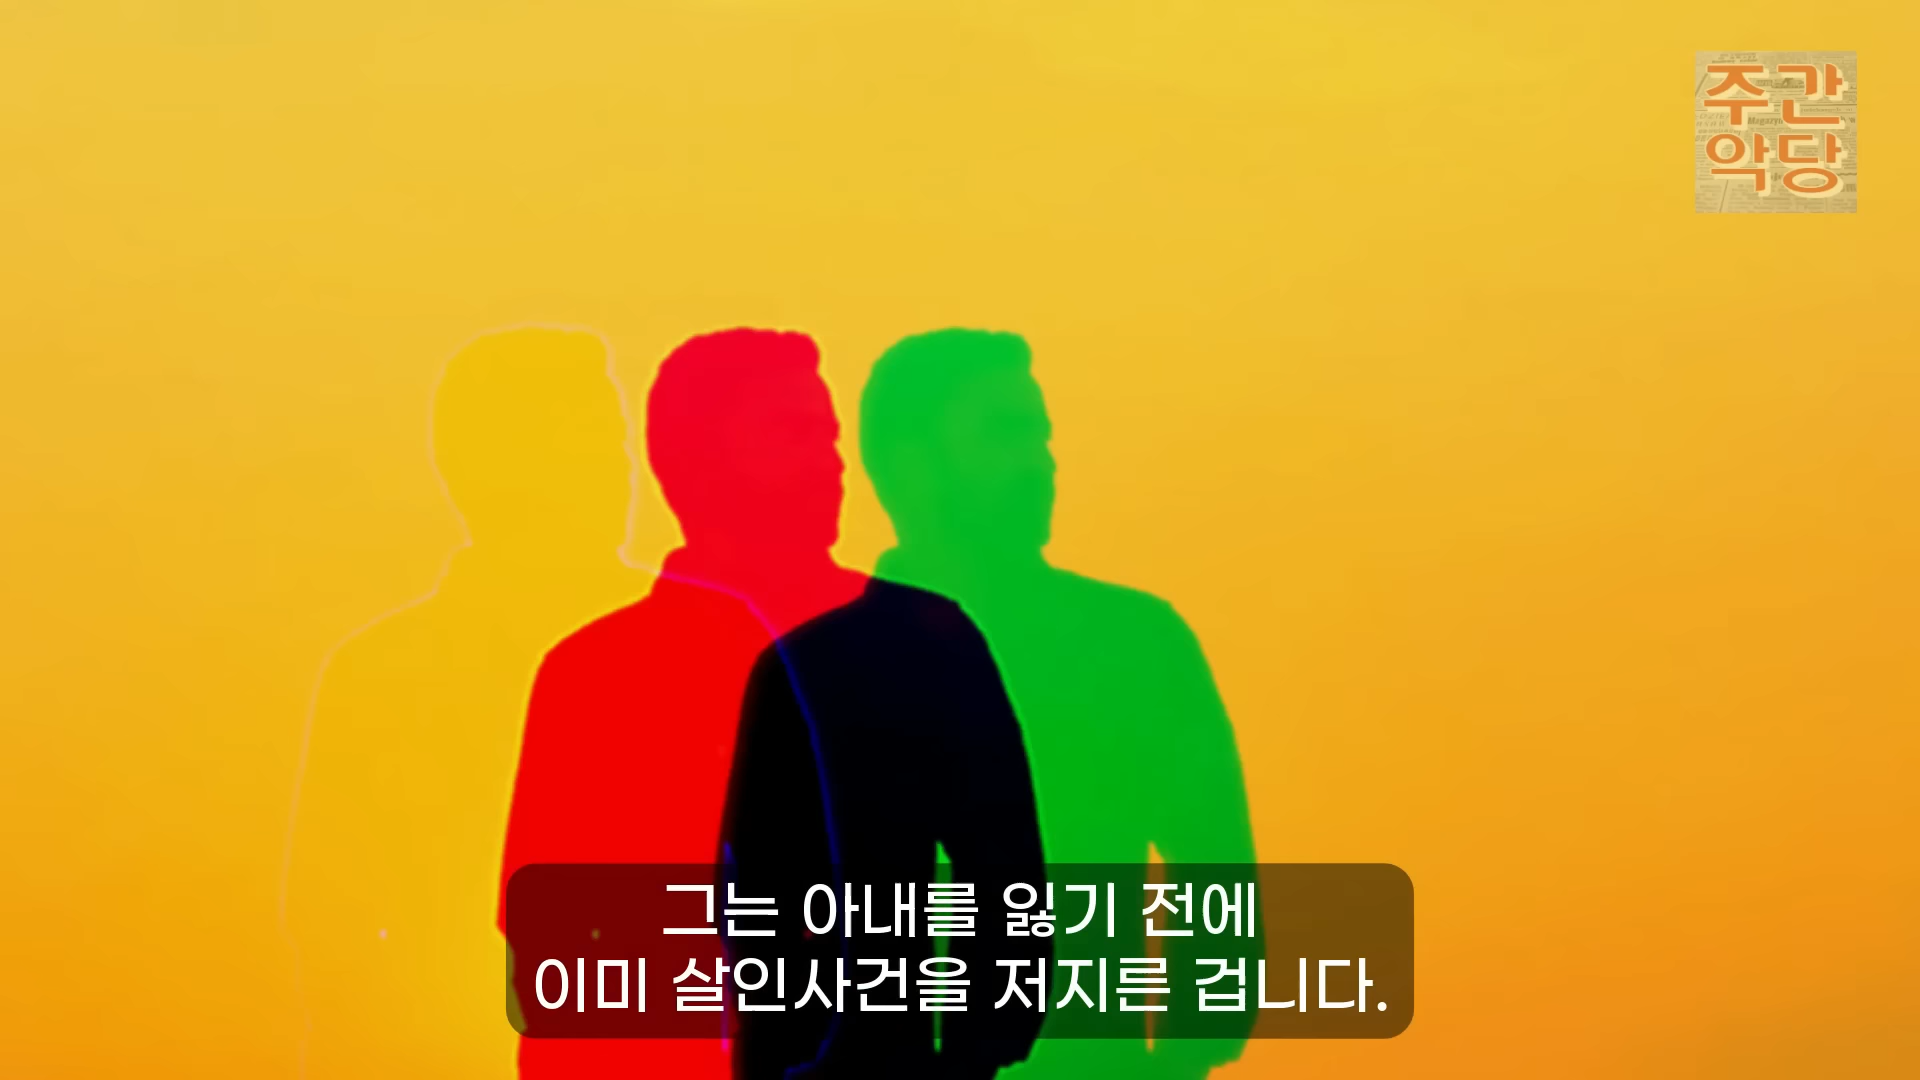 주간
악당
그는 아내를 잃기 전에
이미 살인사건을 저지른 겁니다.